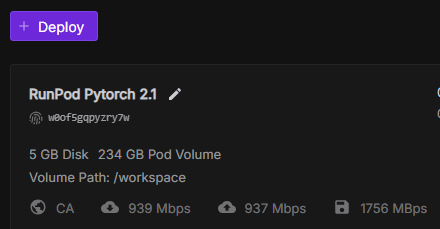 + Deploy
RunPod Pytorch 2.1
w0of5gqpyzry7w
5 GB Disk 234 GB Pod Volume
Volume Path: /workspace
CA 939 Mbps 937 Mbps 1756 MBps